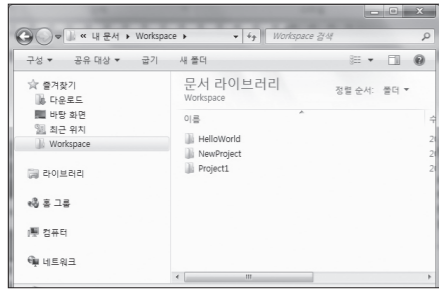 « 내 문서 ▸ Workspace ▸
Workspace 검색
구성 ▼ 공유 대상 ▼ 굽기 새 폴더
즐겨찾기
다운로드
바탕 화면
최근 위치
Workspace
라이브러리
홈 그룹
컴퓨터
네트워크
문서 라이브러리
Workspace
정렬 순서: 폴더 ▼
이름
HelloWorld
NewProject
Project1